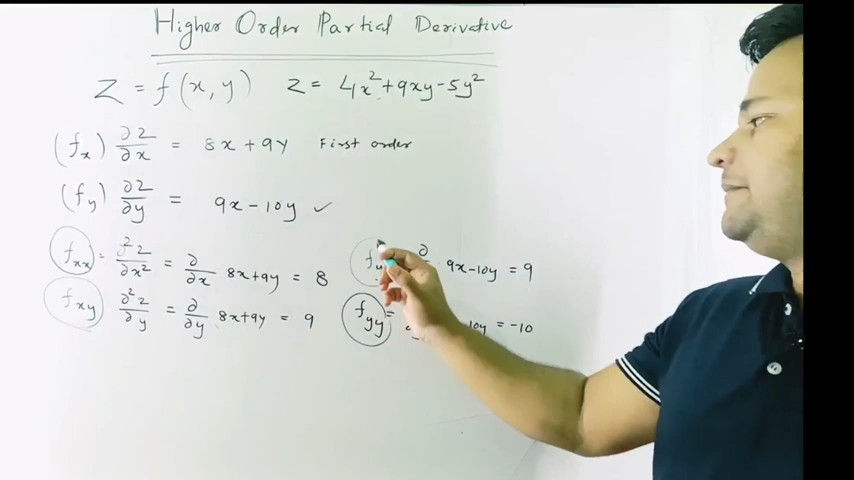 Higher Order Partial Derivative
Z = f(x,y) Z = 4x²+9xy-5y²
(fx) ∂z/∂x = 8x+9y First order
(fy) ∂z/∂y = 9x-10y ✓
fxx = ∂²z/∂x² = ∂/∂x 8x+9y = 8
fxy ∂²z/∂y = ∂/∂y 8x+9y = 9
∂ 9x-10y = 9
fyy = 10y = -10